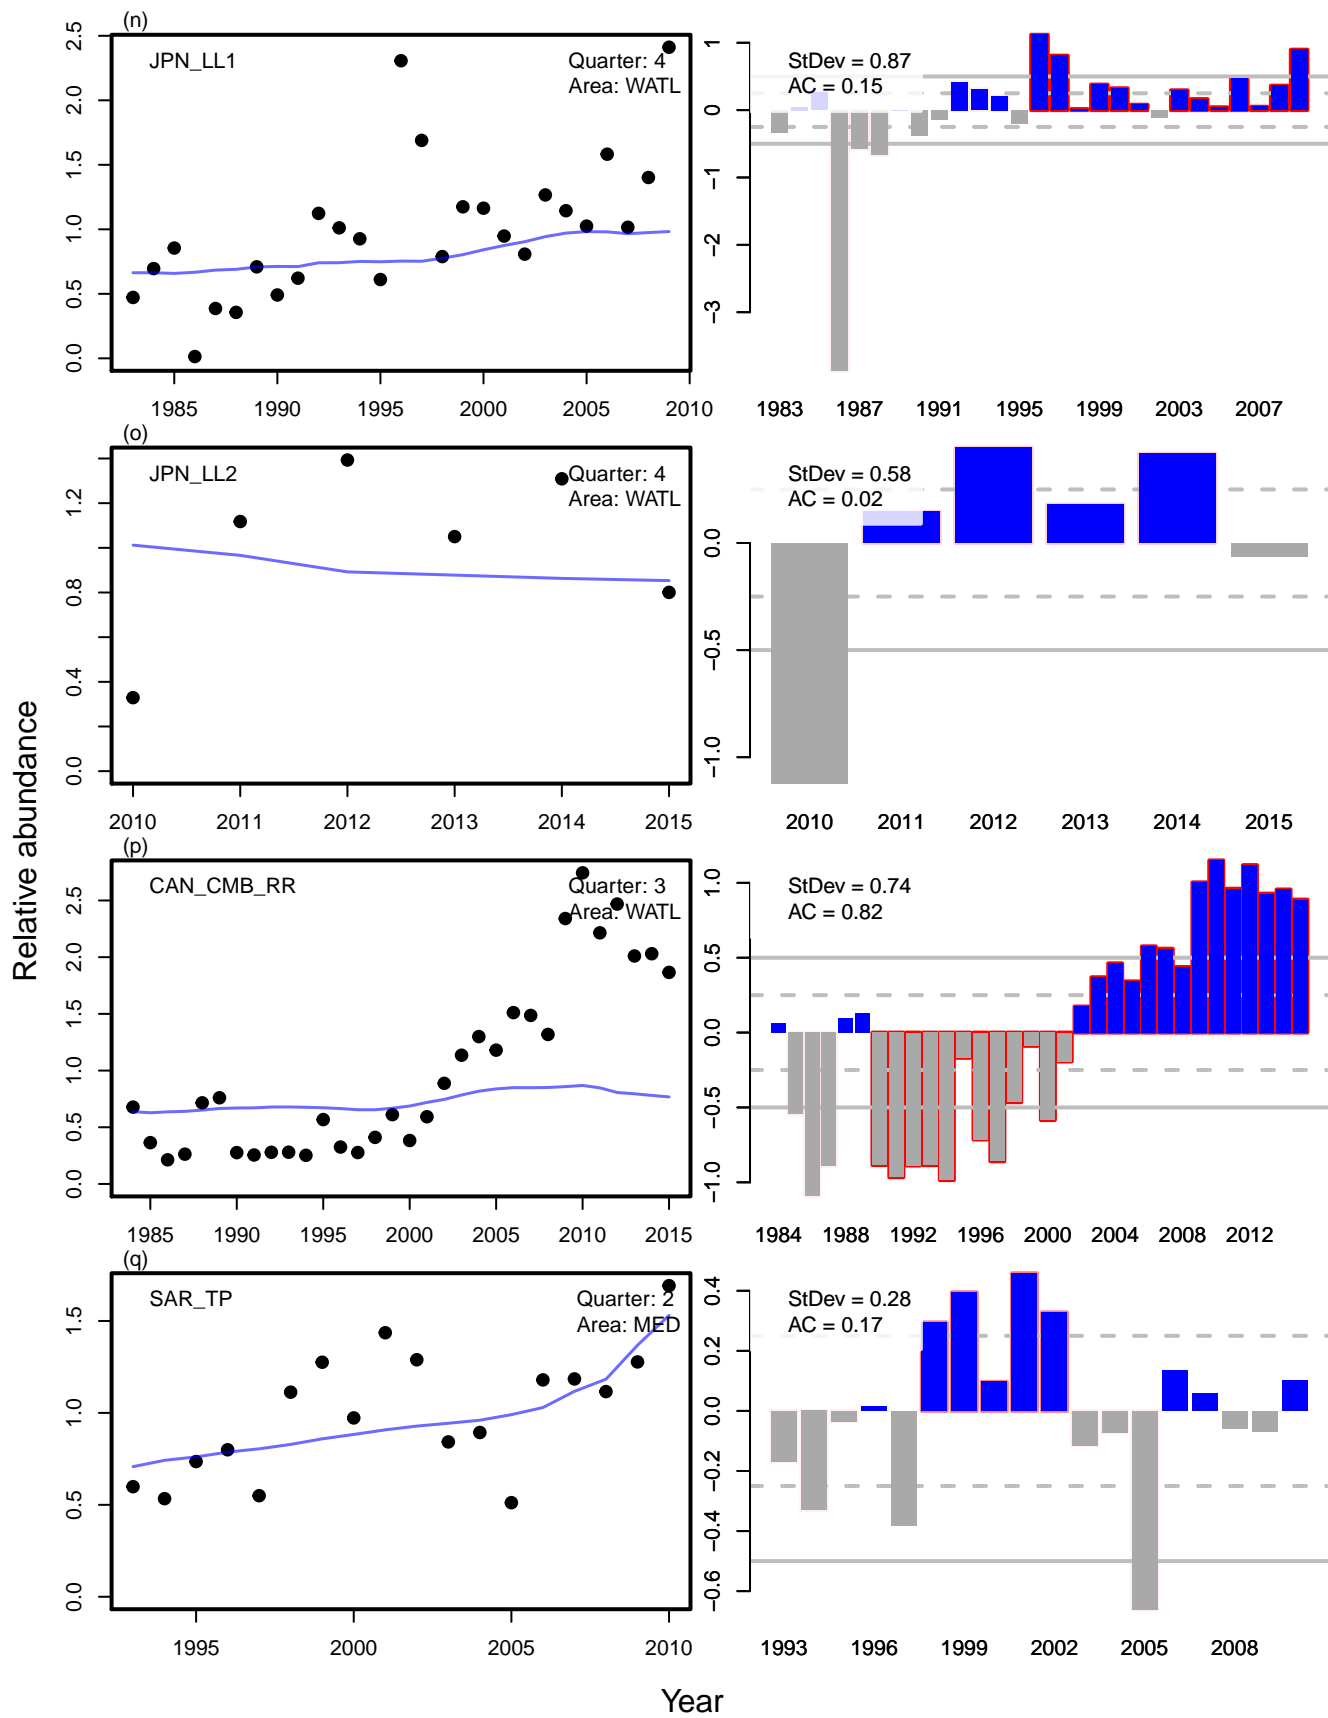 (n)
JPN_LL1
Quarter: 4
Area: WATL
0.0 0.5 1.0 1.5 2.0 2.5
1985 1990 1995 2000 2005 2010
StDev = 0.87
AC = 0.15
1 0 −1 −2 −3
1983 1987 1991 1995 1999 2003 2007
(o)
JPN_LL2
Quarter: 4
Area: WATL
0.0 0.4 0.8 1.2
2010 2011 2012 2013 2014 2015
StDev = 0.58
AC = 0.02
0.0 −0.5 −1.0
2010 2011 2012 2013 2014 2015
(p)
CAN_CMB_RR
Quarter: 3
Area: WATL
0.0 0.5 1.0 1.5 2.0 2.5
1985 1990 1995 2000 2005 2010 2015
StDev = 0.74
AC = 0.82
1.0 0.5 0.0 −0.5 −1.0
1984 1988 1992 1996 2000 2004 2008 2012
(q)
SAR_TP
Quarter: 2
Area: MED
0.0 0.5 1.0 1.5
1995 2000 2005 2010
StDev = 0.28
AC = 0.17
0.4 0.2 0.0 −0.2 −0.4 −0.6
1993 1996 1999 2002 2005 2008
Relative abundance
Year